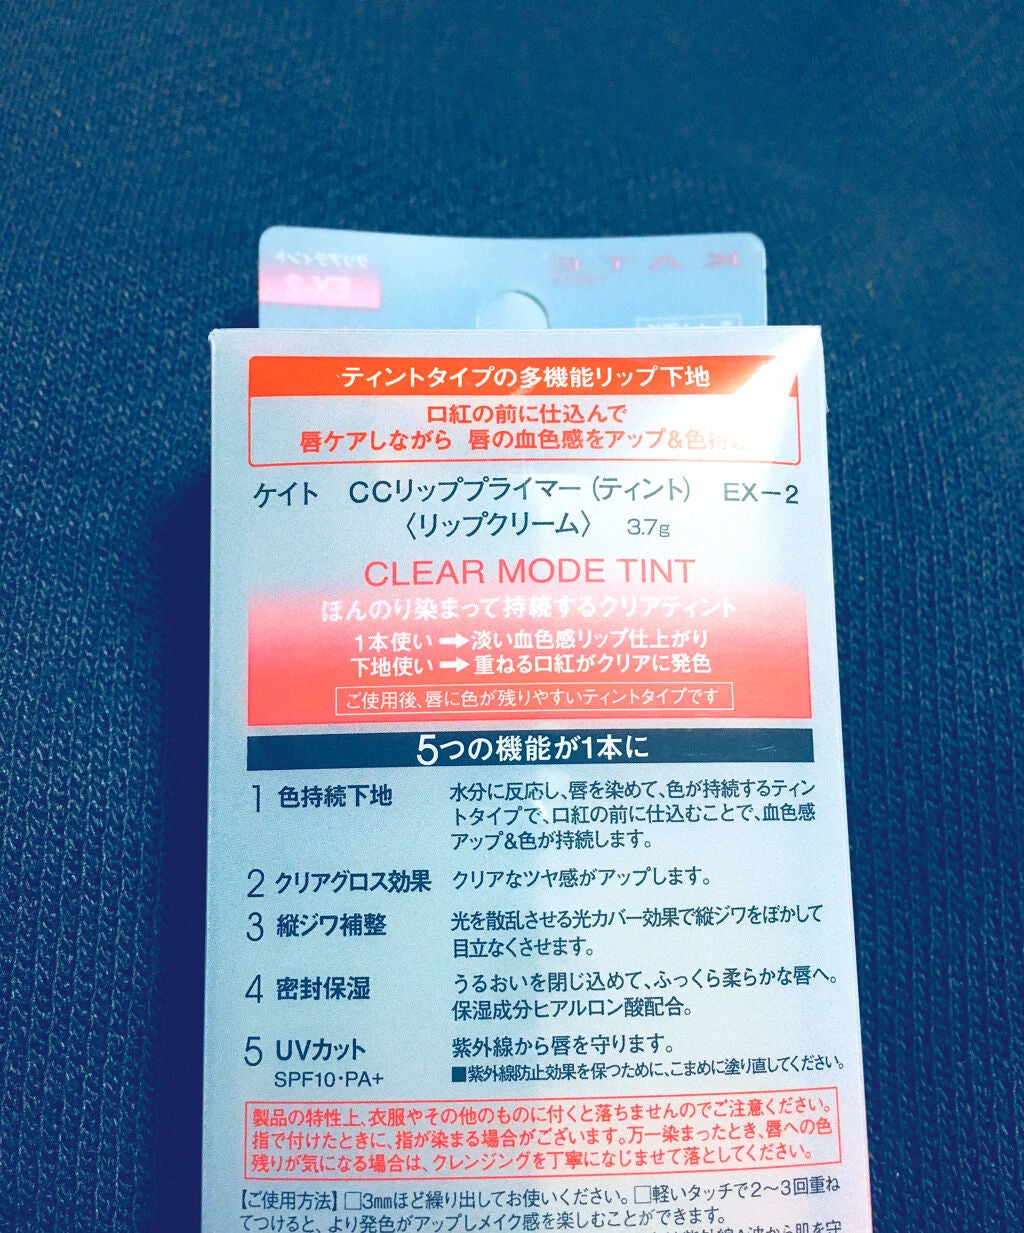 ティントタイプの多機能リップ下地
口紅の前に仕込んで
唇ケアしながら 唇の血色感をアップ&色持続
ケイト CCリッププライマー(ティント) EX-2
〈リップクリーム〉 3.7g
CLEAR MODE TINT
ほんのり染まって持続するクリアティント
1本使い➡淡い血色感リップ仕上がり
下地使い➡重ねる口紅がクリアに発色
ご使用後、唇に色が残りやすいティントタイプです
5つの機能が1本に
1 色持続下地 水分に反応し、唇を染めて、色が持続するティン
トタイプで、口紅の前に仕込むことで、血色感
アップ&色が持続します。
2 クリアグロス効果 クリアなツヤ感がアップします。
3 縦ジワ補整 光を散乱させる光カバー効果で縦ジワをぼかして
目立なくさせます。
4 密封保湿 うるおいを閉じ込めて、ふっくら柔らかな唇へ。
保湿成分ヒアルロン酸配合。
5 UVカット 紫外線から唇を守ります。
SPF10・PA+ ■紫外線防止効果を保つために、こまめに塗り直してください。
製品の特性上、衣服やその他のものに付くと落ちませんのでご注意ください。
指で付けたときに、指が染まる場合がございます。万一染まったとき、唇への色
残りが気になる場合は、クレンジングを丁寧になじませて落としてください。
【ご使用方法】□3mmほど繰り出してお使いください。□軽いタッチで2〜3回重ね
てつけると、より発色がアップしメイク感を楽しむことができます。